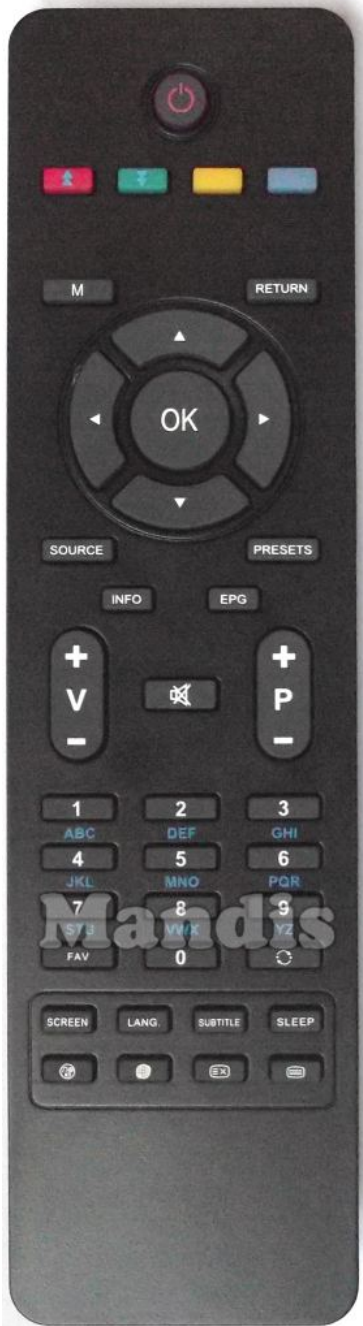 M RETURN
OK
SOURCE PRESETS
INFO EPG
+ +
V P
- -
1 2 3
ABC DEF GHI
4 5 6
JKL MNO PQR
7 8 9
Mandis
STU VWX YZ
FAV 0
SCREEN LANG. SUBTITLE SLEEP